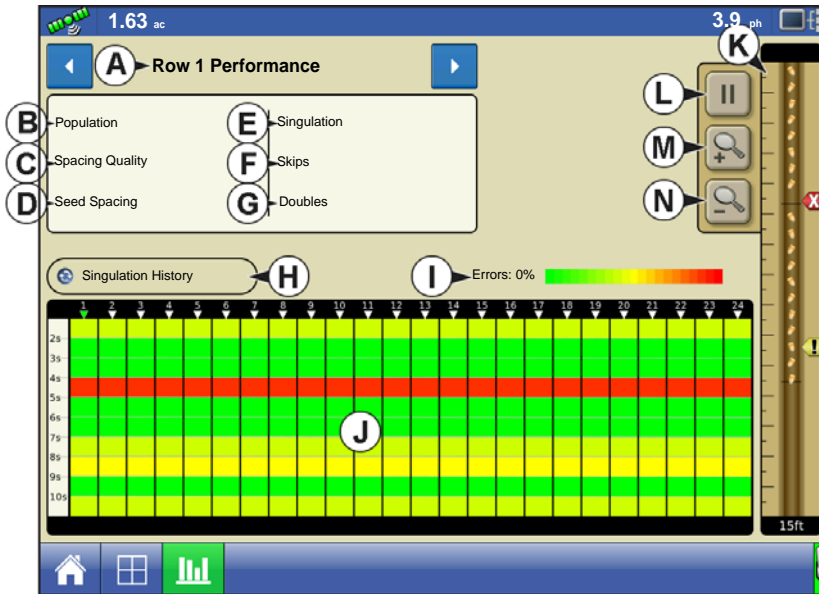 1.63 ac
3.9 ph
K
A Row 1 Performance
L
B Population
E Singulation
C Spacing Quality
F Skips
M
D Seed Spacing
G Doubles
N
X
Singulation History H
I Errors: 0%
1 2 3 4 5 6 7 8 9 10 11 12 13 14 15 16 17 18 19 20 21 22 23 24
2s
3s
4s
5s
6s
7s
8s
9s
10s
J
!
15ft